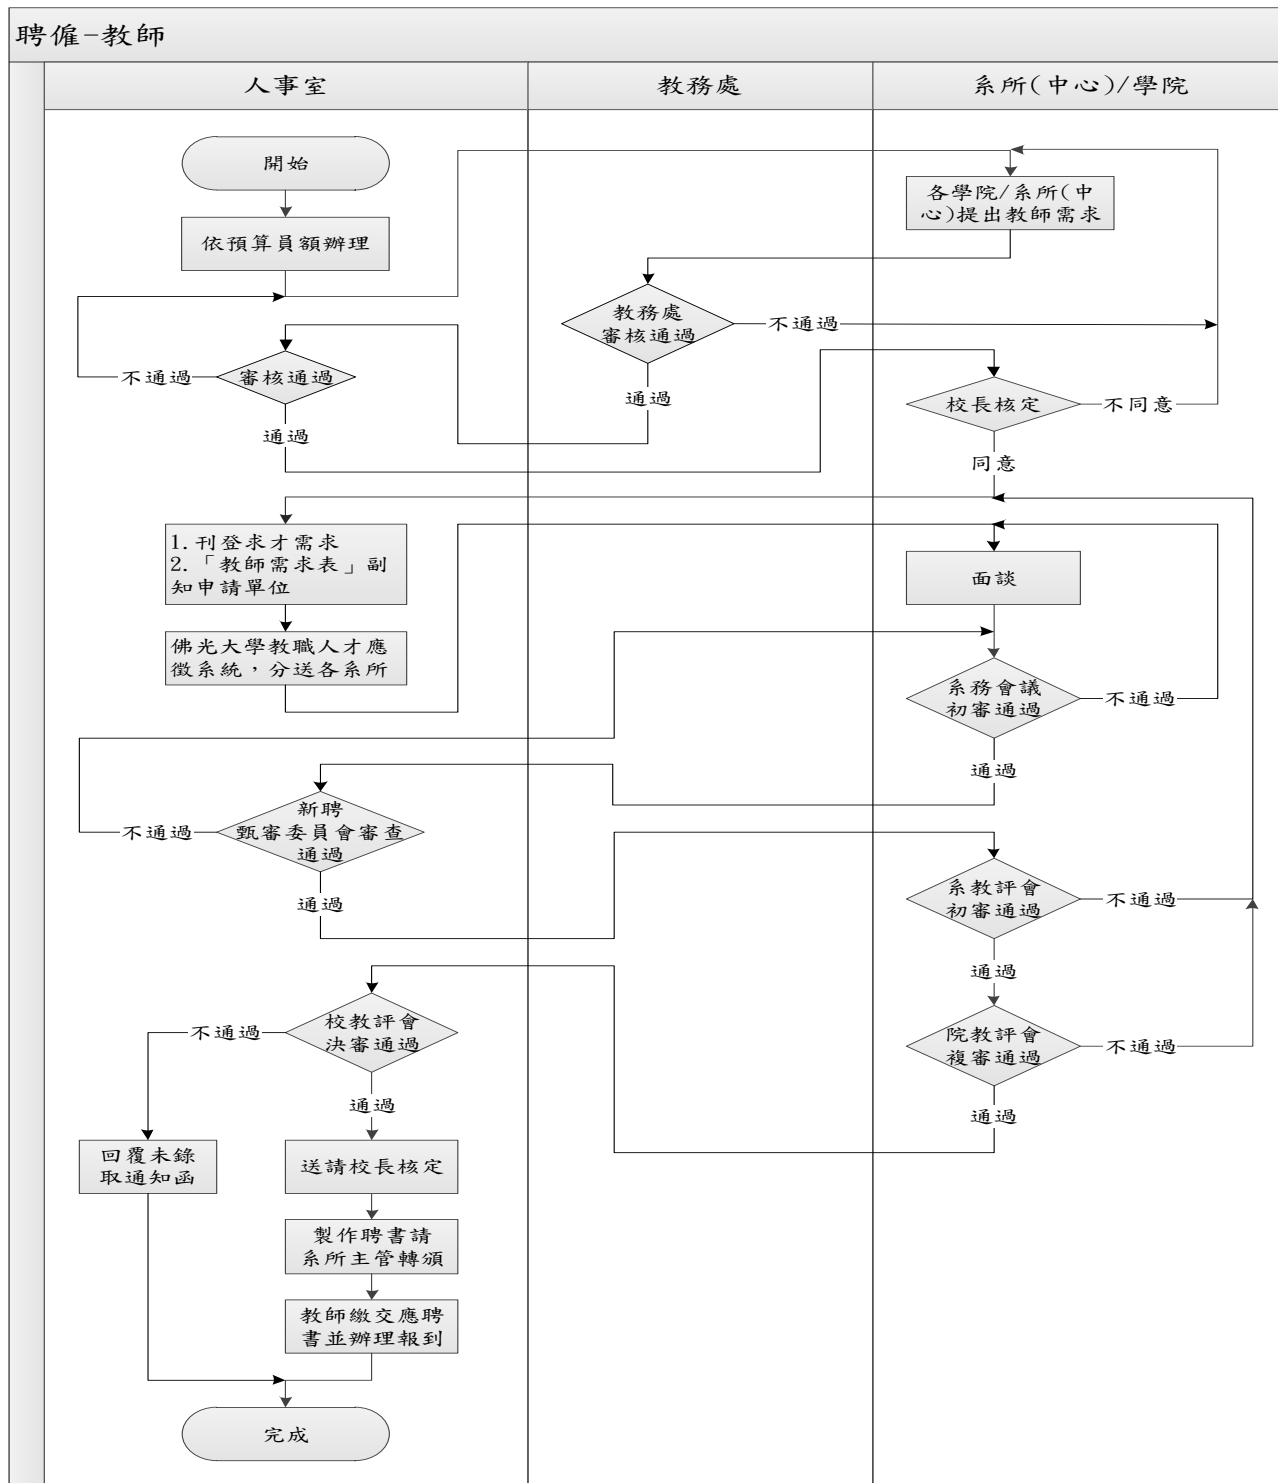 聘僱-教師
人事室
教務處
系所(中心)/學院
開始
各學院/系所(中
心)提出教師需求
依預算員額辦理
教務處
審核通過
不通過
審核通過
不通過
通過
校長核定
不同意
通過
同意
1.刊登求才需求
2.「教師需求表」副
知申請單位
面談
佛光大學教職人才應
徵系統，分送各系所
系務會議
初審通過
不通過
通過
新聘
甄審委員會審查
通過
不通過
通過
系教評會
初審通過
不通過
通過
校教評會
決審通過
不通過
院教評會
複審通過
不通過
通過
通過
回覆未錄
取通知函
送請校長核定
製作聘書請
系所主管轉頒
教師繳交應聘
書並辦理報到
完成